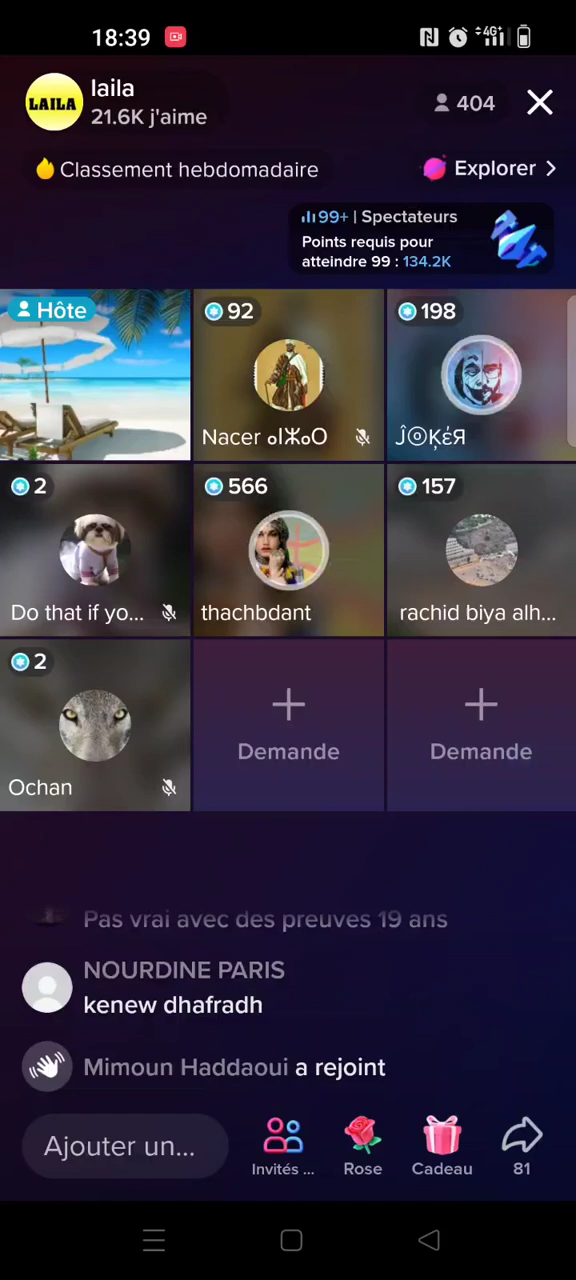 18:39
4G+
laila
LAILA
21.6K j'aime
404
Classement hebdomadaire
Explorer
99+ | Spectateurs
Points requis pour
atteindre 99 : 134.2K
Hôte
92
198
Nacer ⴰⵏⵣⴰⵔ
2
566
157
Do that if yo...
thachbdant
rachid biya alh...
2
Ochan
Demande
Demande
Pas vrai avec des preuves 19 ans
NOURDINE PARIS
kenew dhafradh
Mimoun Haddaoui a rejoint
Ajouter un...
Invités ...
Rose
Cadeau
81